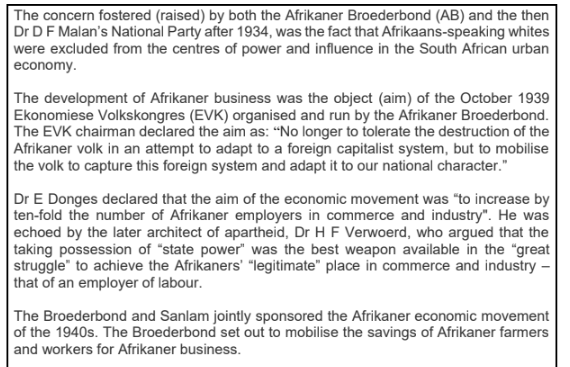 The concern fostered (raised) by both the Afrikaner Broederbond (AB) and the then
Dr D F Malan's National Party after 1934, was the fact that Afrikaans-speaking whites
were excluded from the centres of power and influence in the South African urban
economy.
The development of Afrikaner business was the object (aim) of the October 1939
Ekonomiese Volkskongres (EVK) organised and run by the Afrikaner Broederbond.
The EVK chairman declared the aim as: “No longer to tolerate the destruction of the
Afrikaner volk in an attempt to adapt to a foreign capitalist system, but to mobilise
the volk to capture this foreign system and adapt it to our national character.”
Dr E Donges declared that the aim of the economic movement was “to increase by
ten-fold the number of Afrikaner employers in commerce and industry". He was
echoed by the later architect of apartheid, Dr H F Verwoerd, who argued that the
taking possession of “state power” was the best weapon available in the “great
struggle” to achieve the Afrikaners’ “legitimate” place in commerce and industry –
that of an employer of labour.
The Broederbond and Sanlam jointly sponsored the Afrikaner economic movement
of the 1940s. The Broederbond set out to mobilise the savings of Afrikaner farmers
and workers for Afrikaner business.